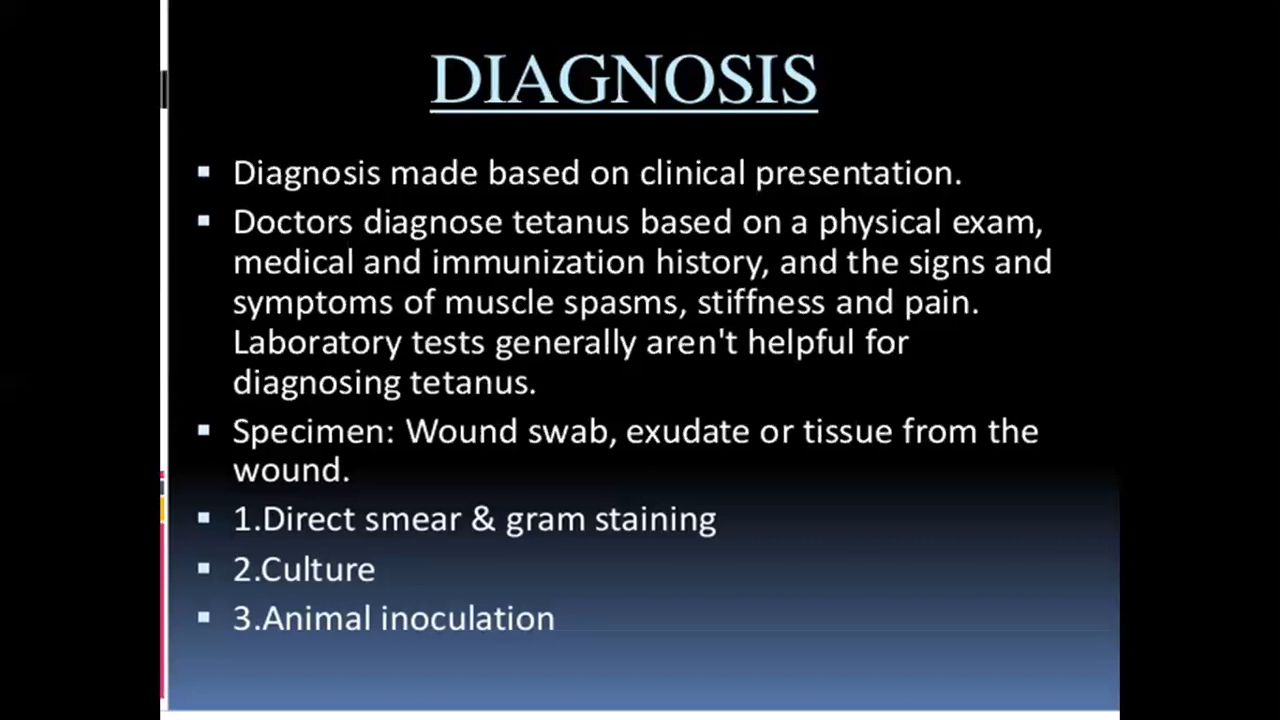 DIAGNOSIS
▪ Diagnosis made based on clinical presentation.
▪ Doctors diagnose tetanus based on a physical exam,
medical and immunization history, and the signs and
symptoms of muscle spasms, stiffness and pain.
Laboratory tests generally aren't helpful for
diagnosing tetanus.
▪ Specimen: Wound swab, exudate or tissue from the
wound.
▪ 1.Direct smear & gram staining
▪ 2.Culture
▪ 3.Animal inoculation